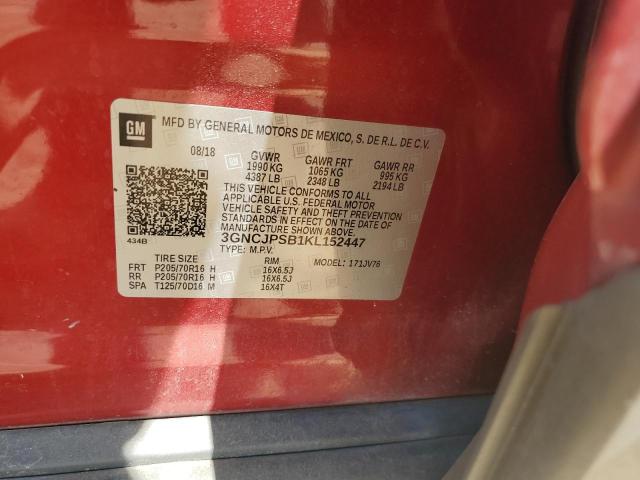 GM MFD BY GENERAL MOTORS DE MEXICO, S. DE R.L. DE C.V.
08/18 GVWR GAWR FRT GAWR RR
1990 KG 1065 KG 995 KG
4387 LB 2348 LB 2194 LB
THIS VEHICLE CONFORMS TO ALL
APPLICABLE U.S. FEDERAL MOTOR
VEHICLE SAFETY AND THEFT PREVENTION
STANDARDS IN EFFECT ON THE DATE
OF MANUFACTURE SHOWN ABOVE.
434B 3GNCJPSB1KL152447
TYPE: M.P.V. MODEL: 171JV76
TIRE SIZE RIM
FRT P205/70R16 H 16X6.5J
RR P205/70R16 H 16X6.5J
SPA T125/70D16 M 16X4T